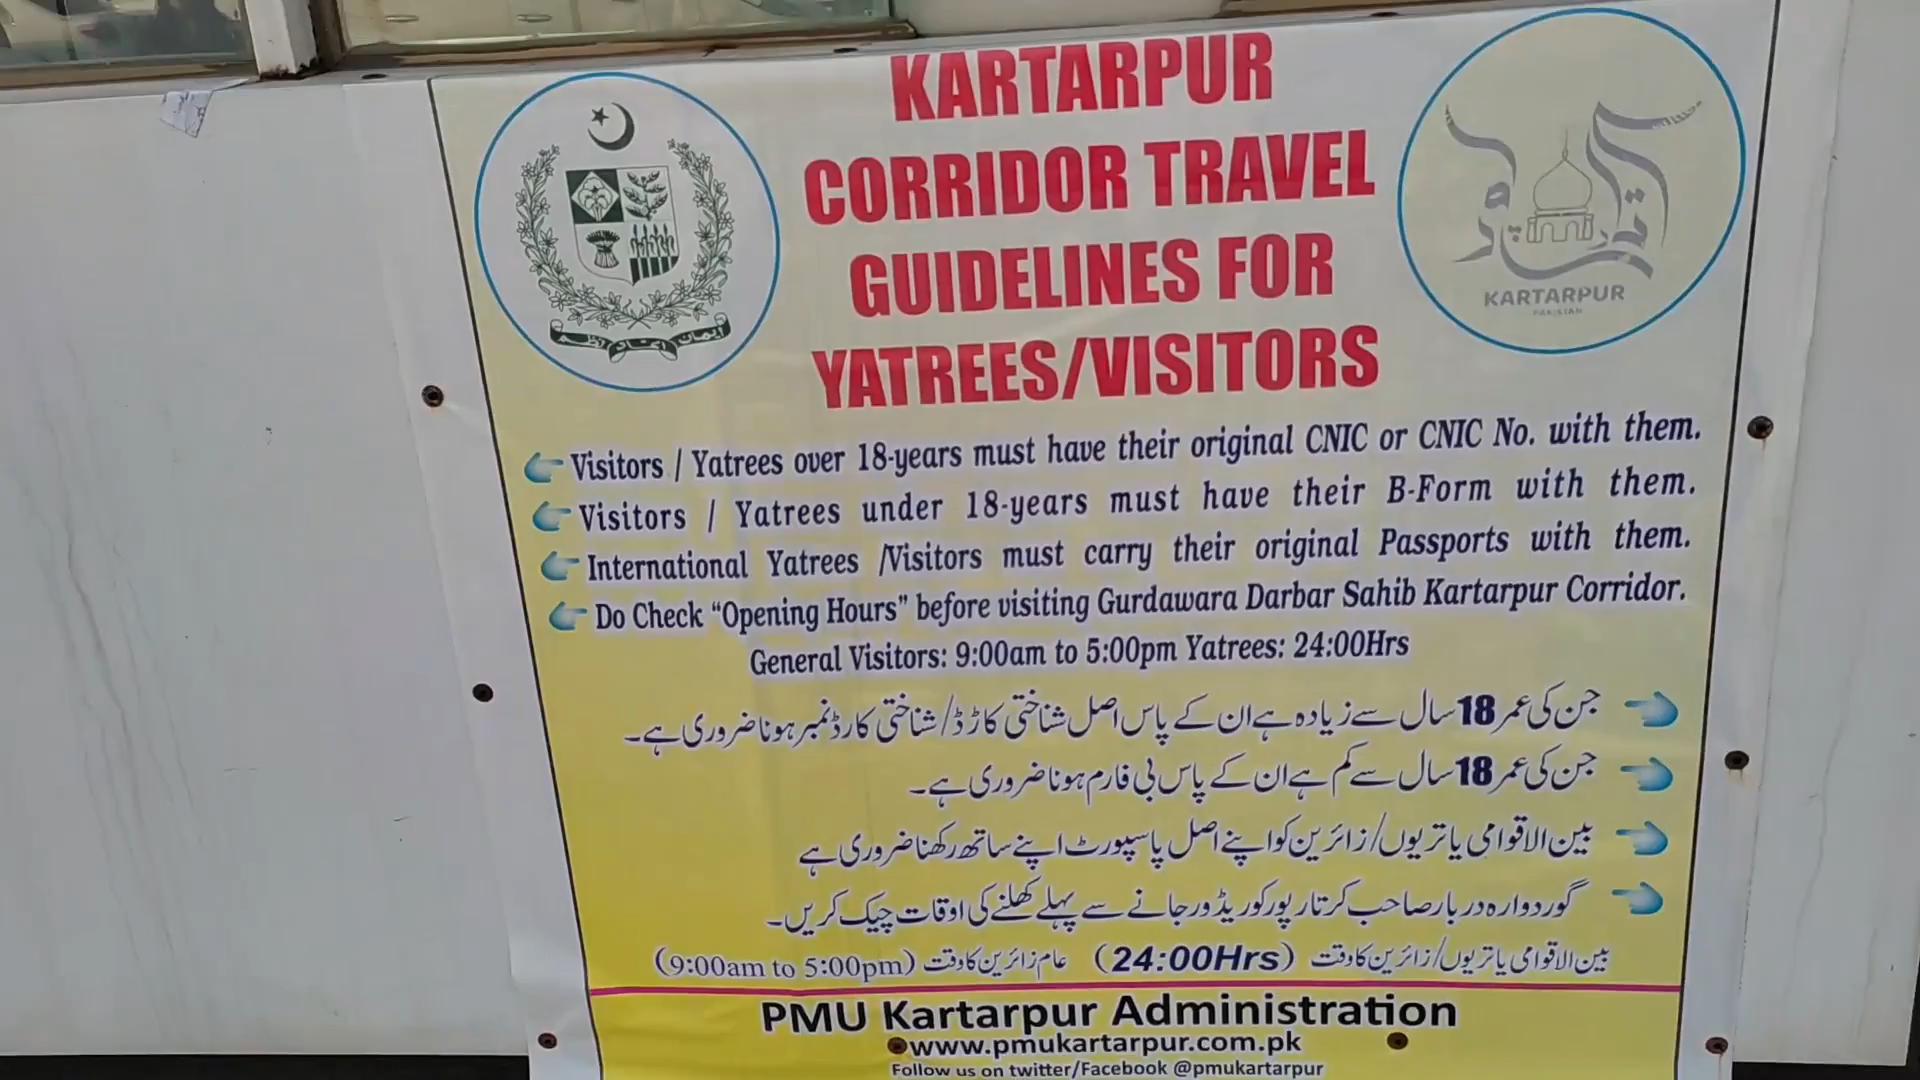 KARTARPUR
CORRIDOR TRAVEL
GUIDELINES FOR
YATREES/VISITORS
ایمان اتحاد نظم
KARTARPUR
PAKISTAN
Visitors / Yatrees over 18-years must have their original CNIC or CNIC No. with them.
Visitors / Yatrees under 18-years must have their B-Form with them.
International Yatrees /Visitors must carry their original Passports with them.
Do Check “Opening Hours” before visiting Gurdawara Darbar Sahib Kartarpur Corridor.
General Visitors: 9:00am to 5:00pm Yatrees: 24:00Hrs
جن کی عمر 18 سال سے زیادہ ہے ان کے پاس اصل شناختی کارڈ/شناختی کارڈ نمبر ہونا ضروری ہے۔
جن کی عمر 18 سال سے کم ہے ان کے پاس بی فارم ہونا ضروری ہے۔
بین الاقوامی یاتریوں/زائرین کو اپنے اصل پاسپورٹ اپنے ساتھ رکھنا ضروری ہے
گوردوارہ دربار صاحب کرتارپور کوریڈور جانے سے پہلے کھلنے کی اوقات چیک کریں۔
بین الاقوامی یاتریوں/زائرین کا وقت (24:00Hrs) عام زائرین کا وقت (9:00am to 5:00pm)
PMU Kartarpur Administration
www.pmukartarpur.com.pk
Follow us on twitter/Facebook @pmukartarpur